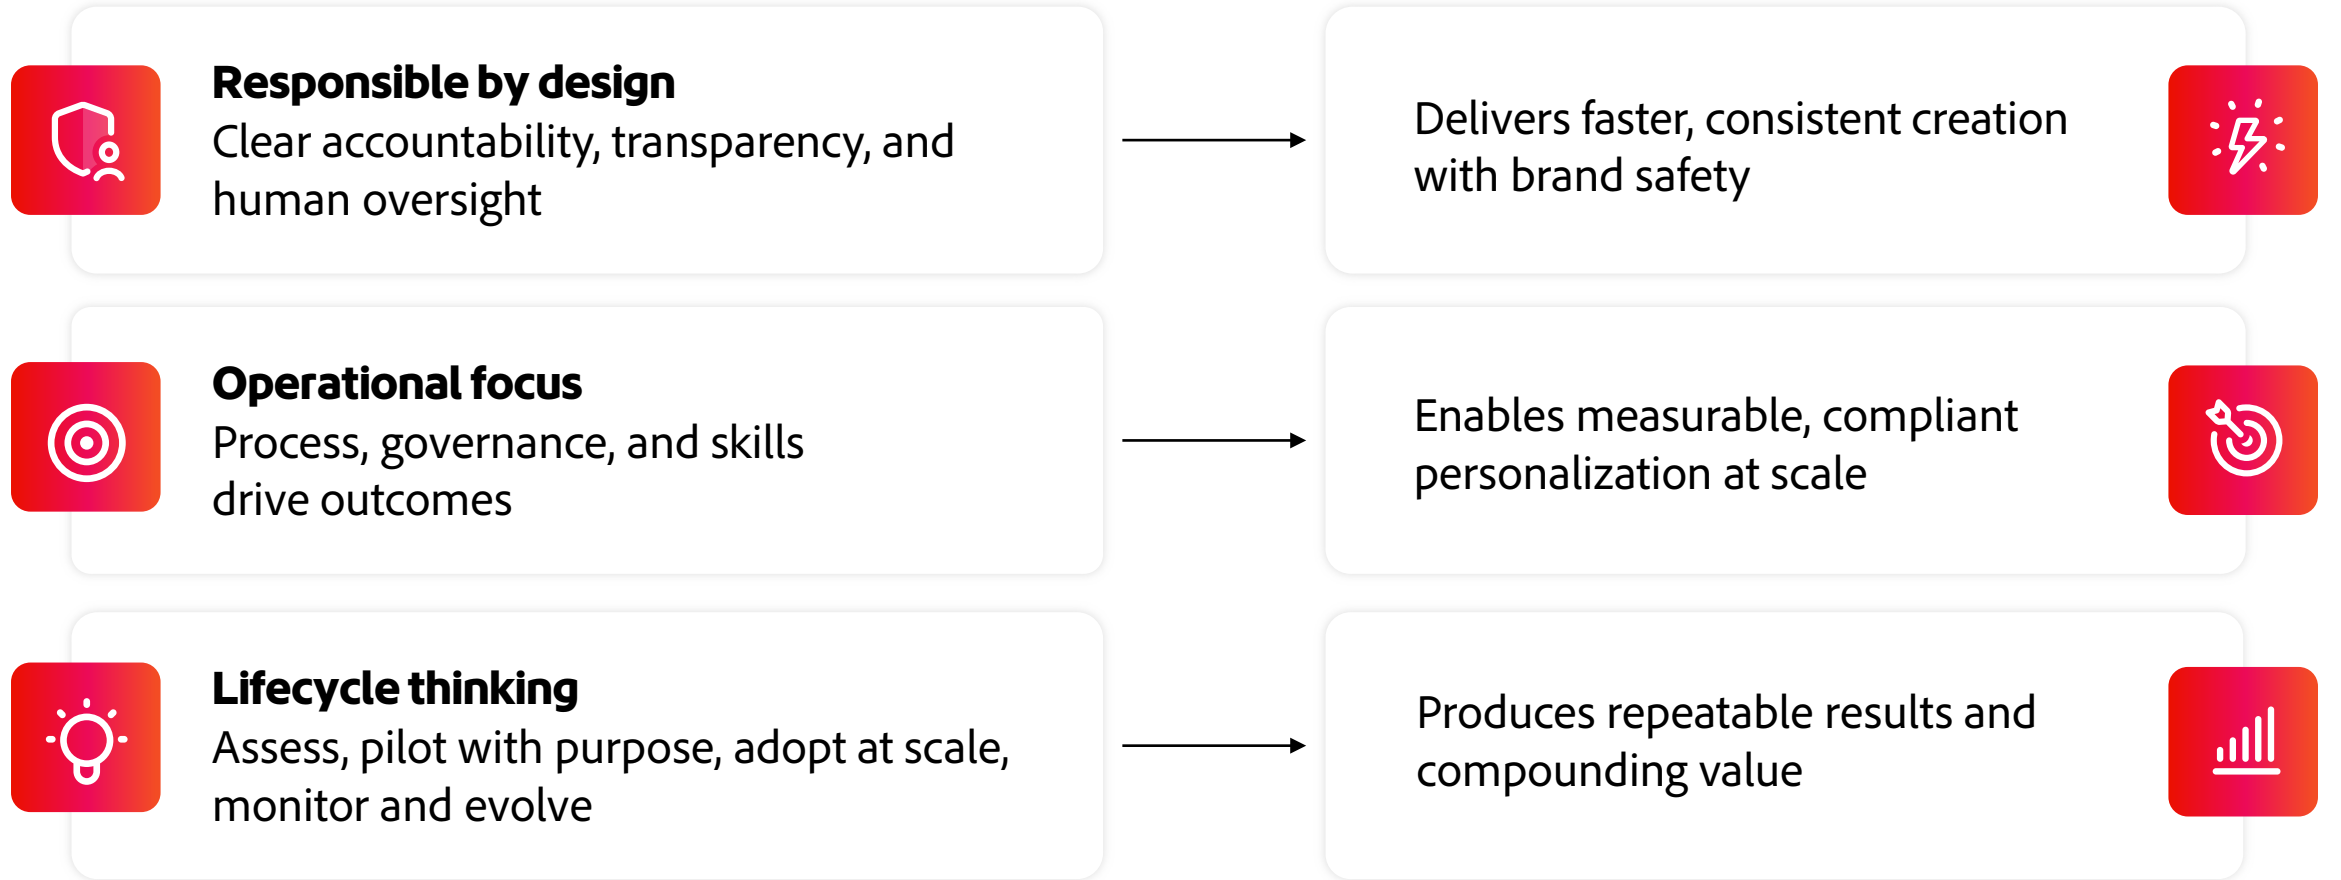 Responsible by design
Clear accountability, transparency, and
human oversight
Delivers faster, consistent creation
with brand safety
Operational focus
Process, governance, and skills
drive outcomes
Enables measurable, compliant
personalization at scale
Lifecycle thinking
Assess, pilot with purpose, adopt at scale,
monitor and evolve
Produces repeatable results and
compounding value